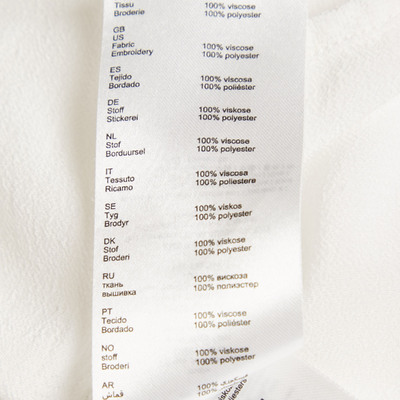 Tissu 100% viscose
Broderie 100% polyester
GB
US
Fabric 100% viscose
Embroidery 100% polyester
ES
Tejido 100% viscosa
Bordado 100% poliéster
DE
Stoff 100% viskose
Stickerei 100% polyester
NL
Stof 100% viscose
Borduursel 100% polyester
IT
Tessuto 100% viscosa
Ricamo 100% poliestere
SE
Tyg 100% viskos
Brodyr 100% polyester
DK
Stof 100% viscose
Broderi 100% polyester
RU
ткань 100% вискоза
вышивка 100% полиэстер
PT
Tecido 100% viscose
Bordado 100% poliéster
NO
stoff 100% viskose
Broderi 100% polyester
AR
قماش 100%